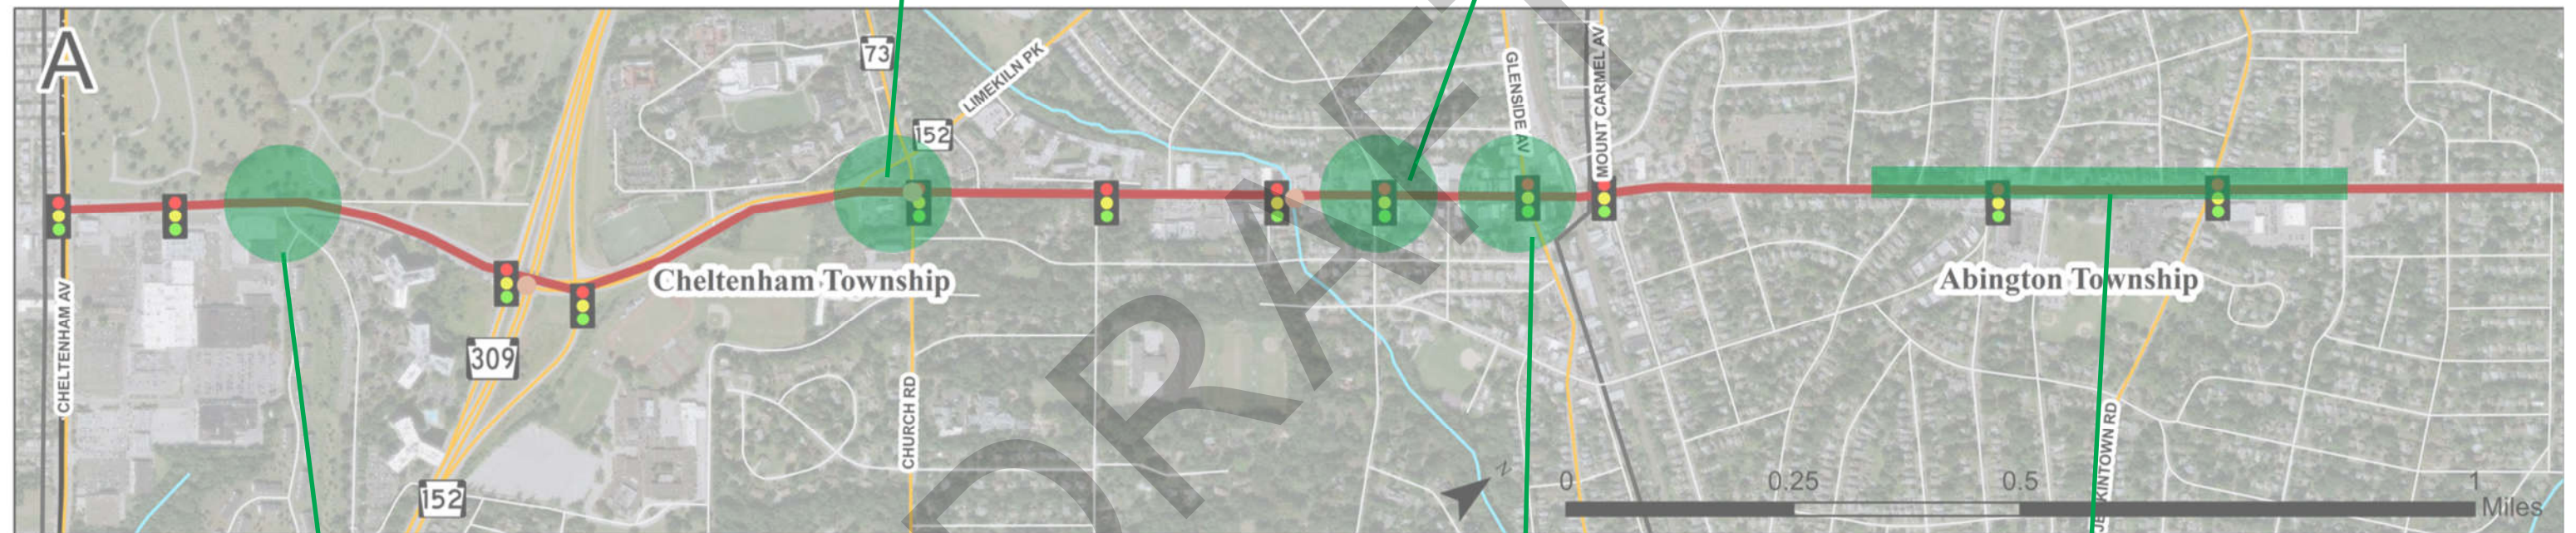 A
73
LIMEKILN PK
152
GLENSIDE AV
MOUNT CARMEL AV
CHELTENHAM AV
Cheltenham Township
Abington Township
309
CHURCH RD
152
DRAFT
N
0
0.25
0.5
1
Miles